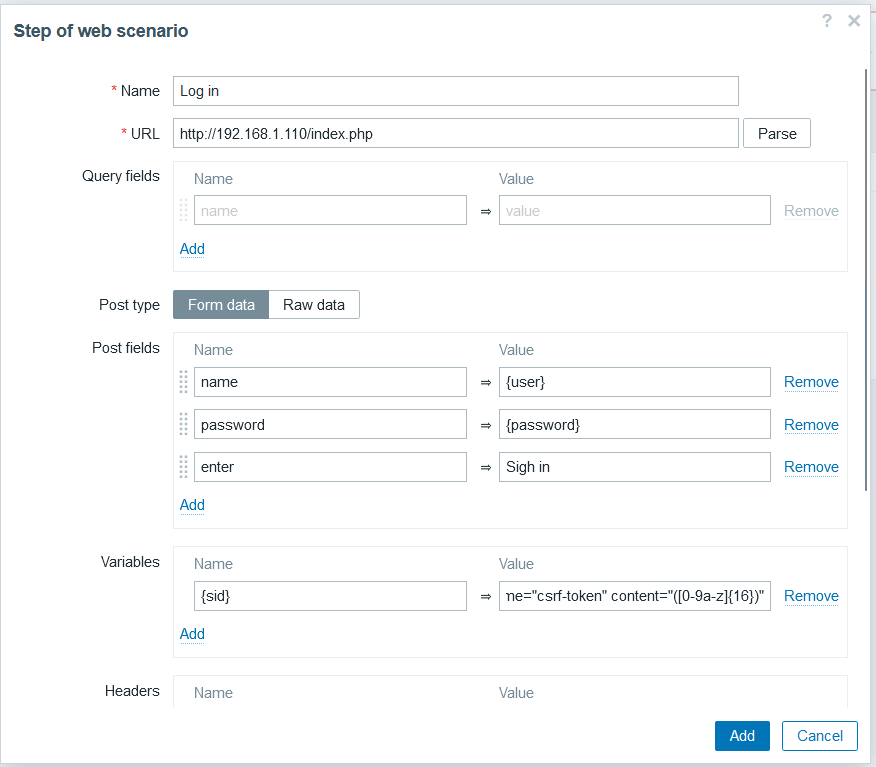 Step of web scenario ? ×
* Name Log in
* URL http://192.168.1.110/index.php Parse
Query fields Name Value
name ⇒ value Remove
Add
Post type Form data Raw data
Post fields Name Value
name ⇒ {user} Remove
password ⇒ {password} Remove
enter ⇒ Sigh in Remove
Add
Variables Name Value
{sid} ⇒ me="csrf-token" content="([0-9a-z]{16})" Remove
Add
Headers Name Value
Add Cancel